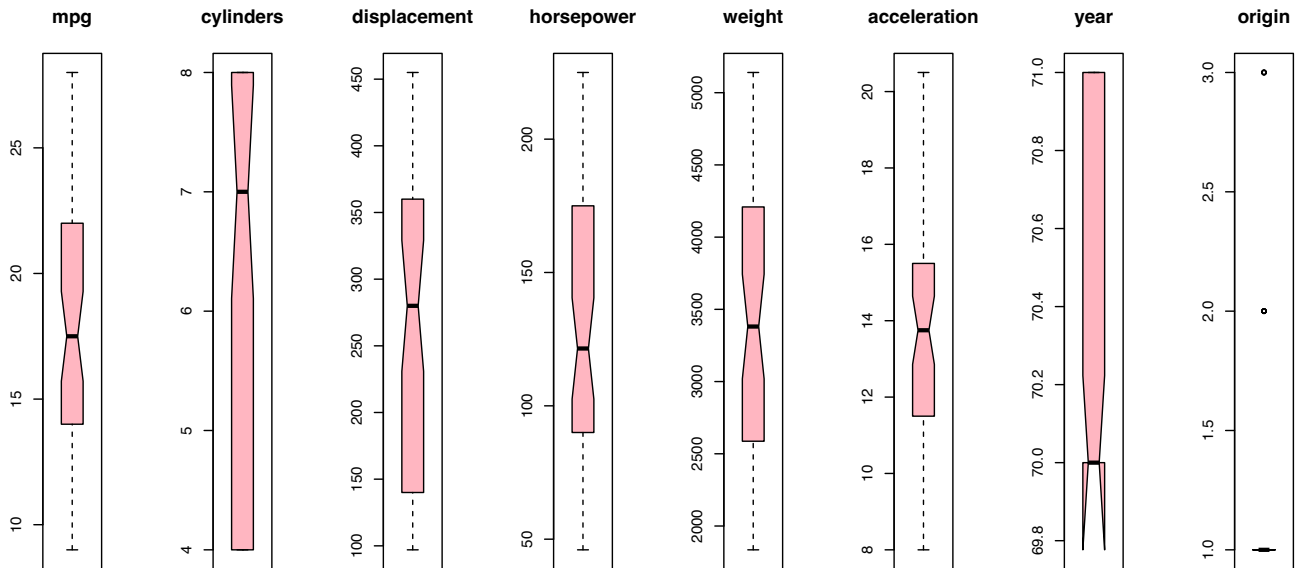 mpg cylinders displacement horsepower weight acceleration year origin
10 15 20 25
4 5 6 7 8
100 150 200 250 300 350 400 450
50 100 150 200
2000 2500 3000 3500 4000 4500 5000
8 10 12 14 16 18 20
69.8 70.0 70.2 70.4 70.6 70.8 71.0
1.0 1.5 2.0 2.5 3.0